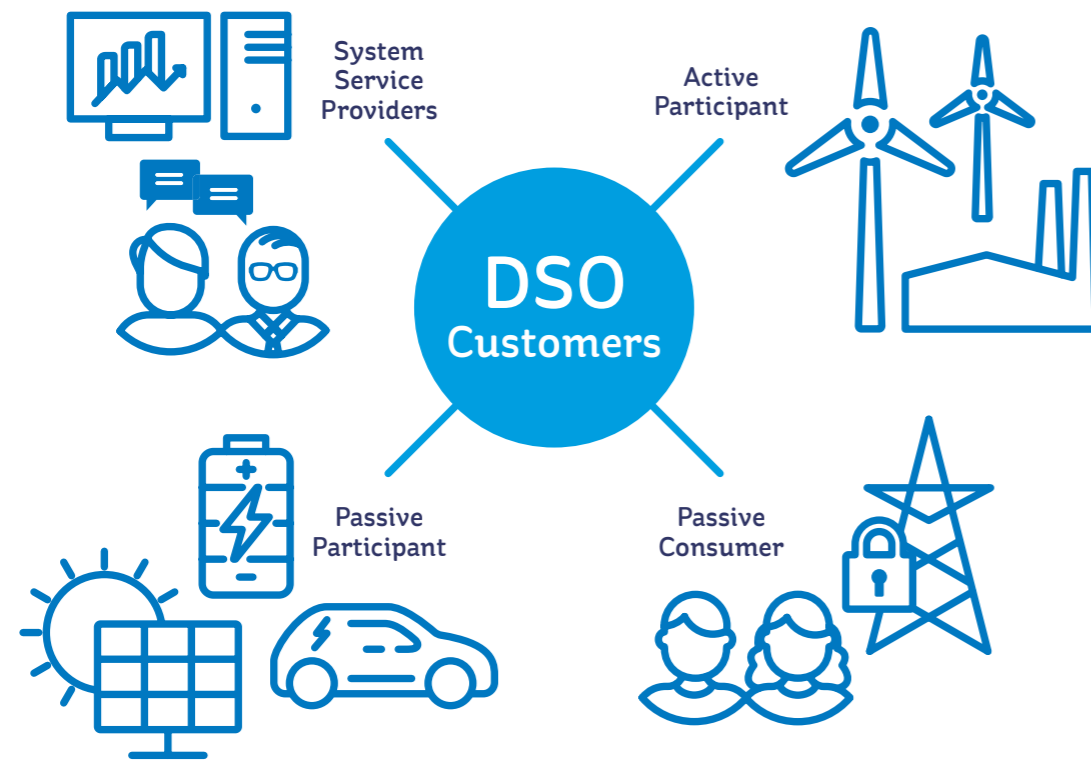 System
Service
Providers
Active
Participant
DSO
Customers
Passive
Participant
Passive
Consumer